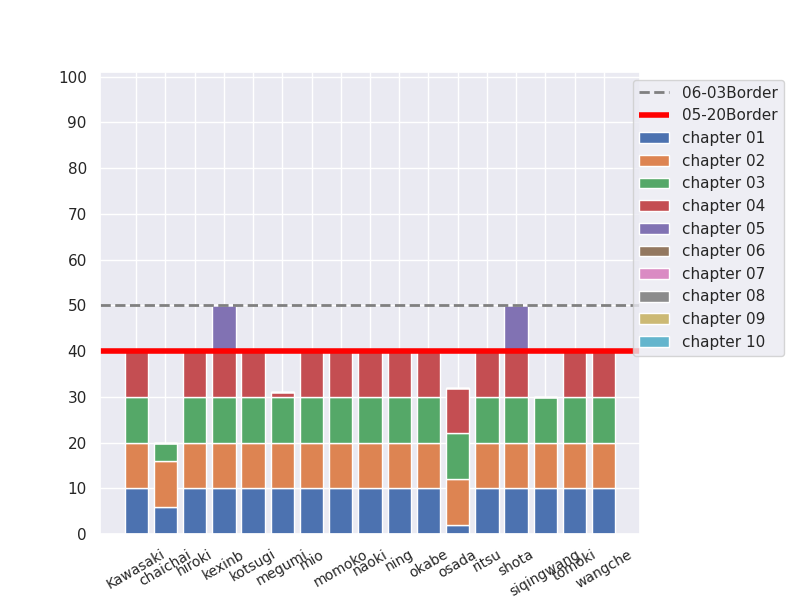 100
90
80
70
60
50
40
30
20
10
0
06-03Border
05-20Border
chapter 01
chapter 02
chapter 03
chapter 04
chapter 05
chapter 06
chapter 07
chapter 08
chapter 09
chapter 10
Kawasaki
chaichai
hiroki
kexinb
kotsugi
megumi
mio
momoko
naoki
ning
okabe
osada
ritsu
shota
siqingwang
tomoki
wangche